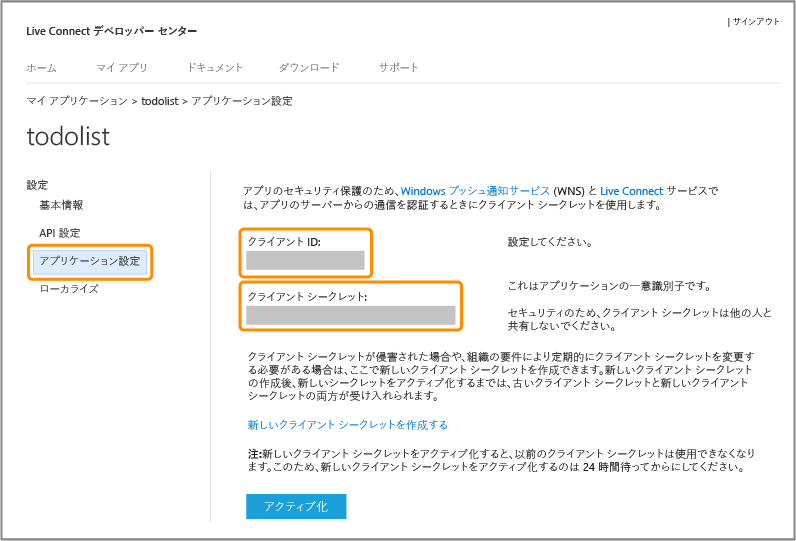 Live Connect デベロッパー センター
| サインアウト
ホーム マイ アプリ ドキュメント ダウンロード サポート
マイ アプリケーション > todolist > アプリケーション設定
todolist
設定
基本情報
API 設定
アプリケーション設定
ローカライズ
アプリのセキュリティ保護のため、Windows プッシュ通知サービス (WNS) と Live Connect サービスで
は、アプリのサーバーからの通信を認証するときにクライアント シークレットを使用します。
クライアント ID:
設定してください。
クライアント シークレット:
これはアプリケーションの一意識別子です。
セキュリティのため、クライアント シークレットは他の人と
共有しないでください。
クライアント シークレットが侵害された場合や、組織の要件により定期的にクライアント シークレットを変更す
る必要がある場合は、ここで新しいクライアント シークレットを作成できます。新しいクライアント シークレット
の作成後、新しいシークレットをアクティブ化するまでは、古いクライアント シークレットと新しいクライアント
シークレットの両方が受け入れられます。
新しいクライアント シークレットを作成する
注:新しいクライアント シークレットをアクティブ化すると、以前のクライアント シークレットは使用できなくなり
ます。このため、新しいクライアント シークレットをアクティブ化するのは 24 時間待ってからにしてください。
アクティブ化